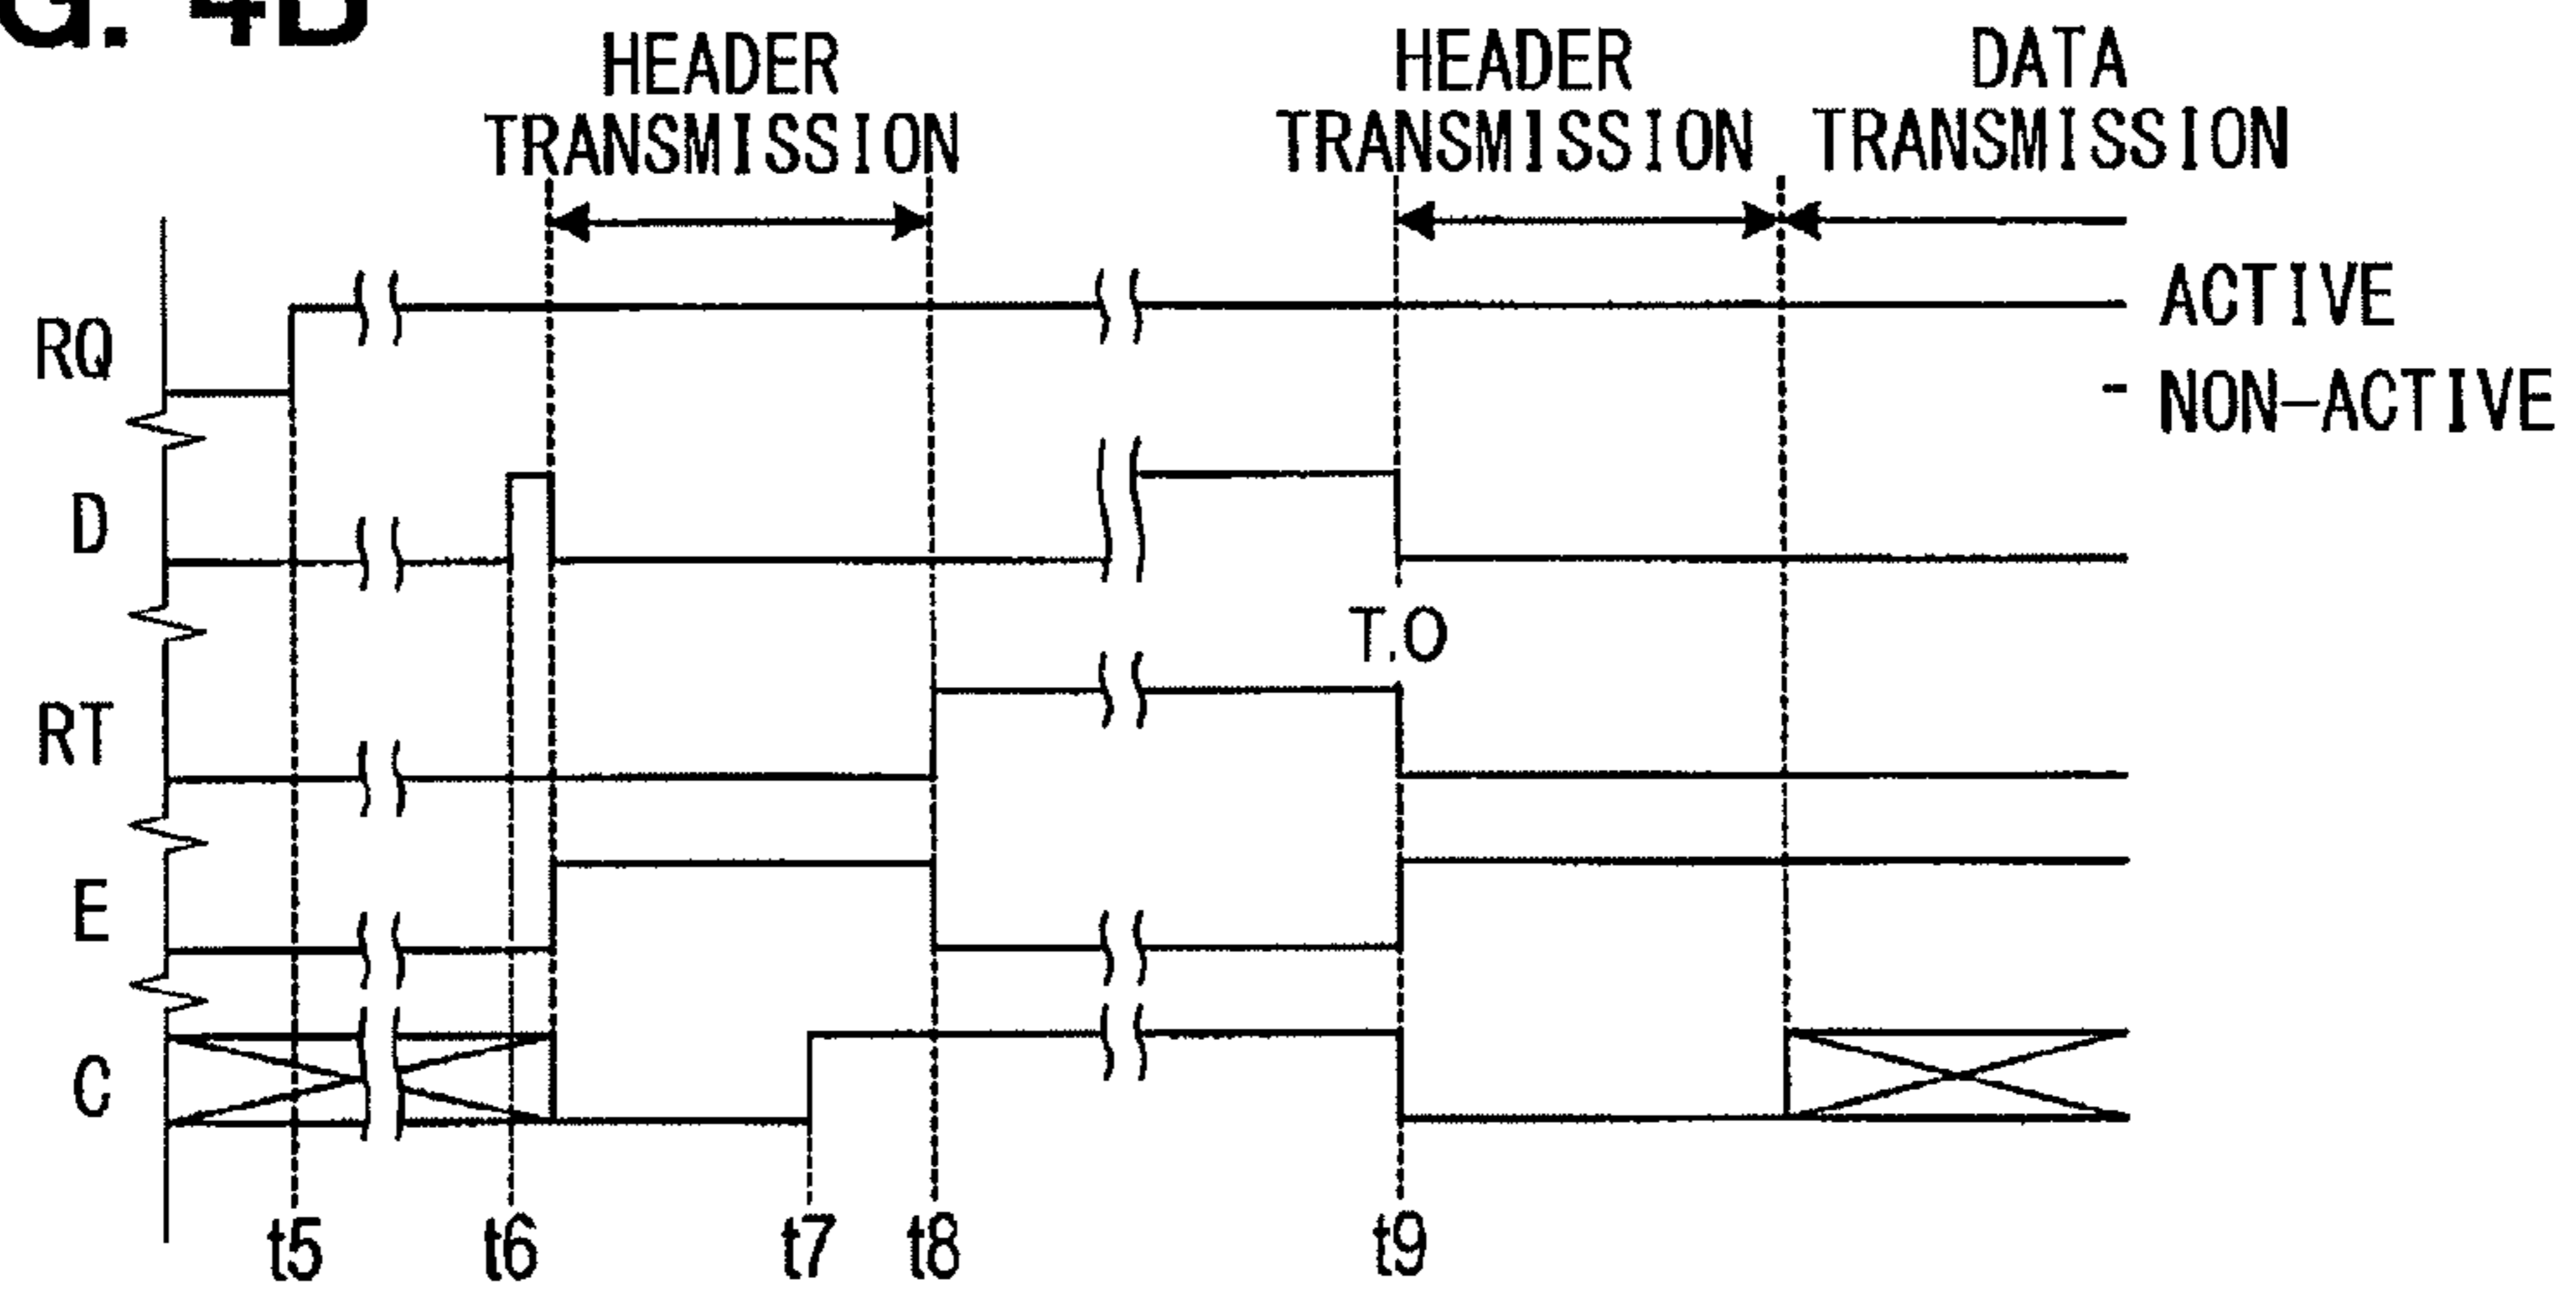 G.
HEADER
TRANSMISSION
HEADER
TRANSMISSION
DATA
TRANSMISSION
RQ
ACTIVE
- NON-ACTIVE
D
T.O
RT
E
C
t5 t6 t7 t8 t9